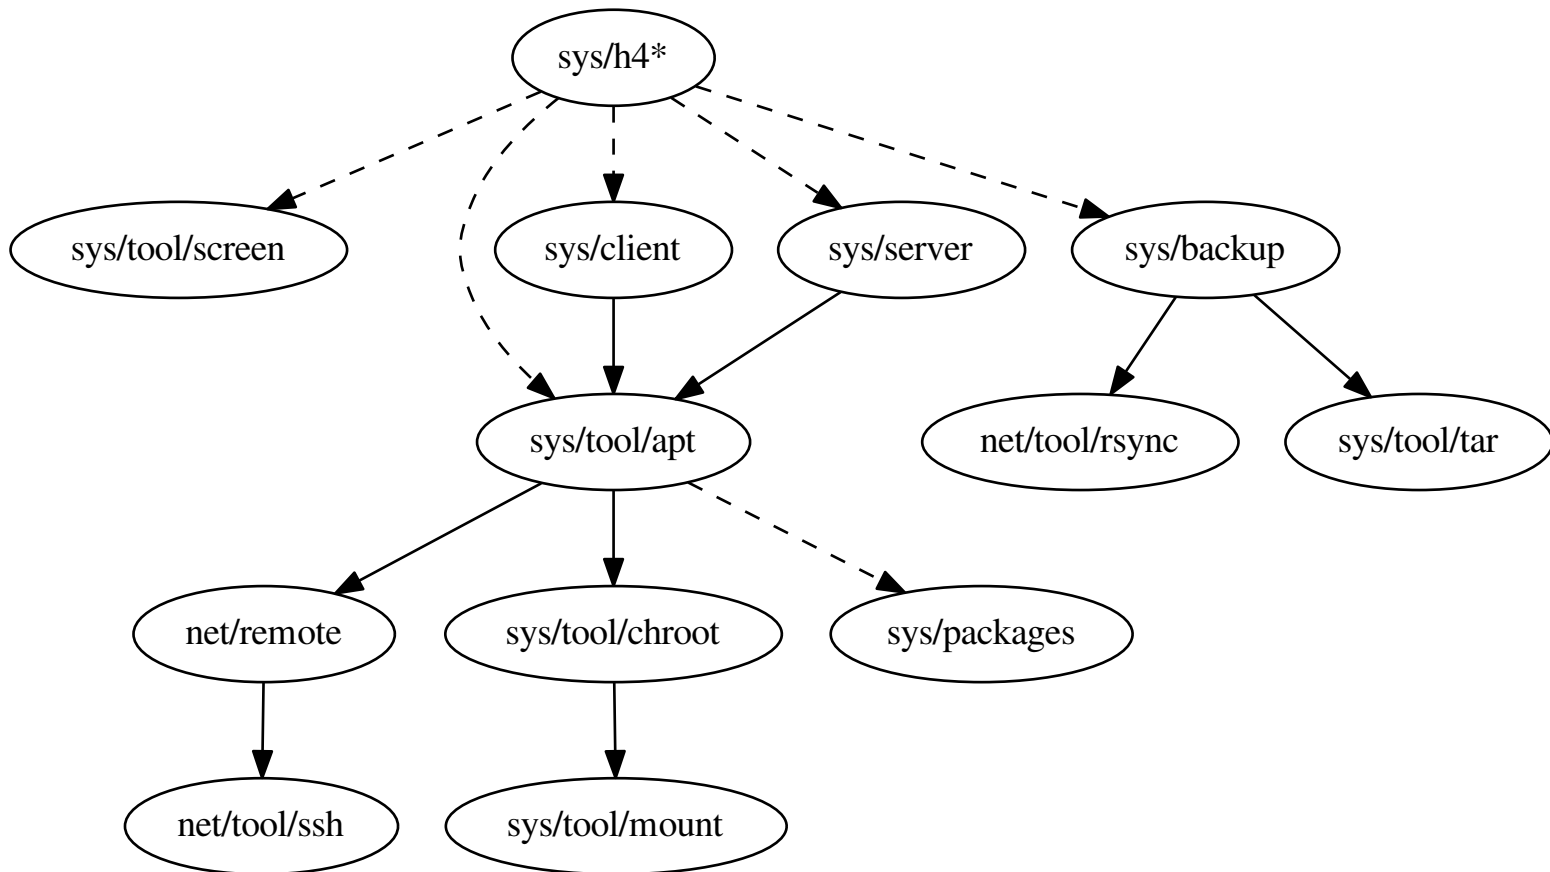 sys/h4*
sys/tool/screen
sys/client
sys/server
sys/backup
sys/tool/apt
net/tool/rsync
sys/tool/tar
net/remote
sys/tool/chroot
sys/packages
net/tool/ssh
sys/tool/mount